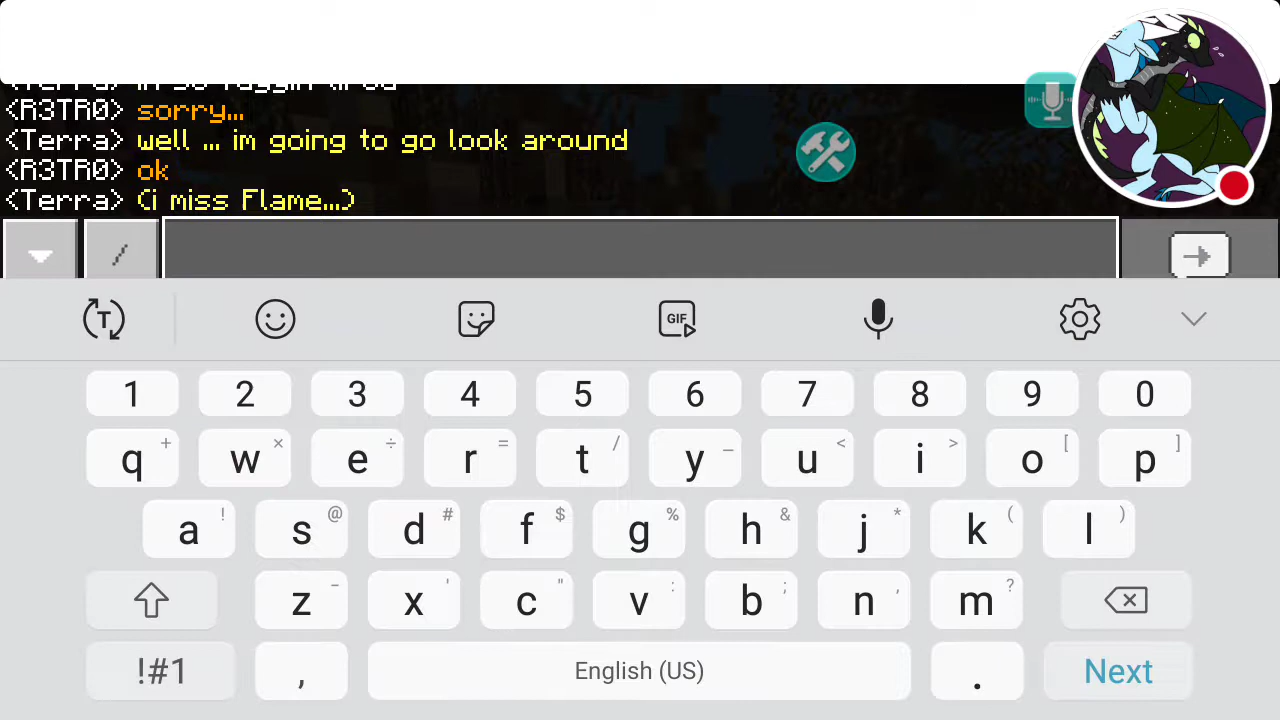 <R3TR0> sorry...
<Terra> well ... im going to go look around
<R3TR0> ok
<Terra> (i miss Flame...)
/
T GIF
1 2 3 4 5 6 7 8 9 0
q + w × e ÷ r = t / y _ u < i > o [ p ]
a ! s @ d # f $ g % h & j * k ( l )
z - x ' c " v : b ; n , m ?
!#1 , English (US) . Next